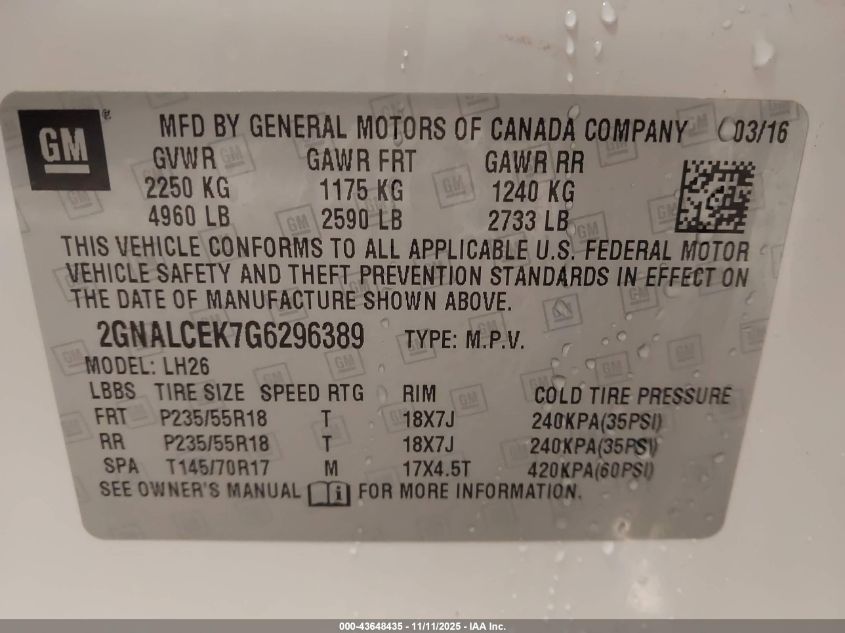 GM ®
MFD BY GENERAL MOTORS OF CANADA COMPANY 03/16
GVWR GAWR FRT GAWR RR
2250 KG 1175 KG 1240 KG
4960 LB 2590 LB 2733 LB
THIS VEHICLE CONFORMS TO ALL APPLICABLE U.S. FEDERAL MOTOR
VEHICLE SAFETY AND THEFT PREVENTION STANDARDS IN EFFECT ON
THE DATE OF MANUFACTURE SHOWN ABOVE.
2GNALCEK7G6296389 TYPE: M.P.V.
MODEL: LH26
LBBS TIRE SIZE SPEED RTG RIM COLD TIRE PRESSURE
FRT P235/55R18 T 18X7J 240KPA(35PSI)
RR P235/55R18 T 18X7J 240KPA(35PSI)
SPA T145/70R17 M 17X4.5T 420KPA(60PSI)
SEE OWNER'S MANUAL i FOR MORE INFORMATION.
000-43648435 - 11/11/2025 - IAA Inc.